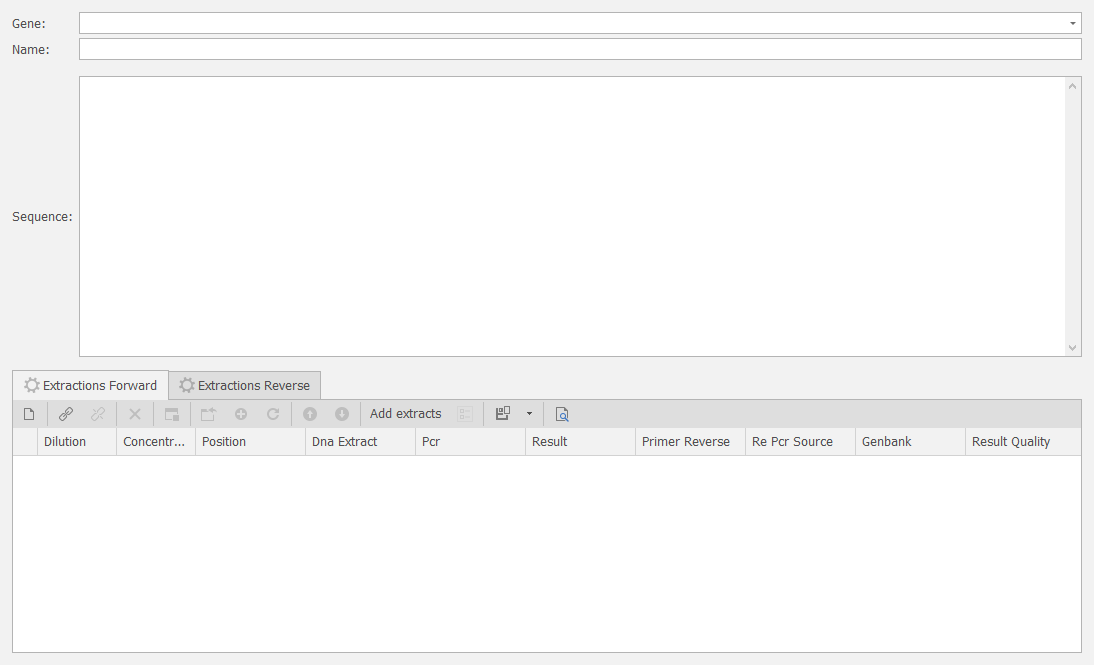 Gene:
Name:
Sequence:
Extractions Forward Extractions Reverse
Add extracts
Dilution Concentr... Position Dna Extract Pcr Result Primer Reverse Re Pcr Source Genbank Result Quality